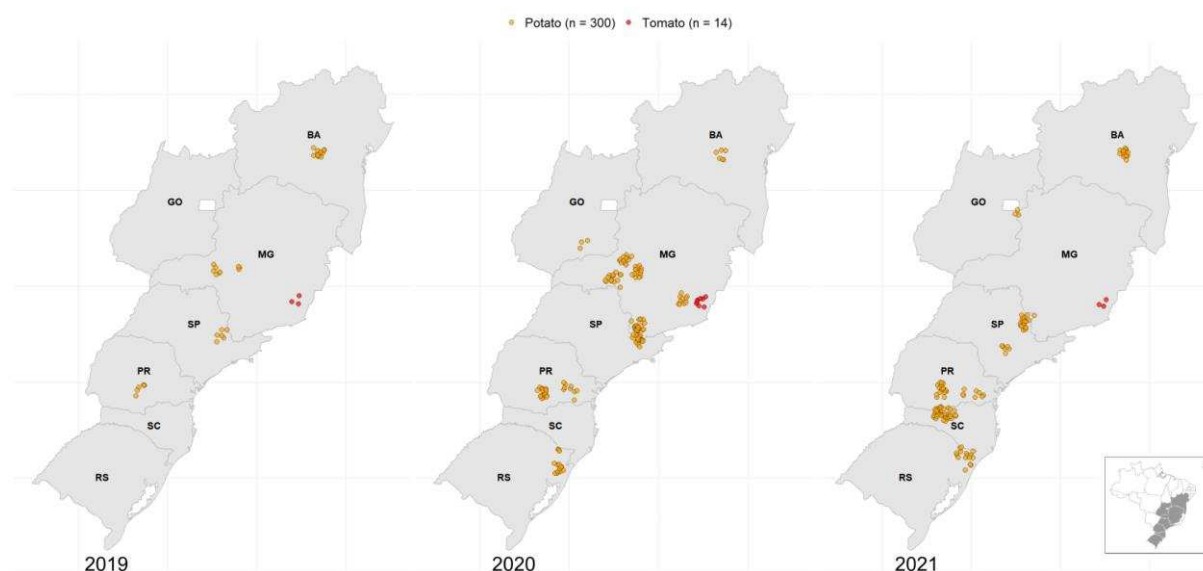 Potato (n = 300) Tomato (n = 14)
BA
GO
MG
SP
PR
SC
RS
2019
BA
GO
MG
SP
PR
SC
RS
2020
BA
GO
MG
SP
PR
SC
RS
2021